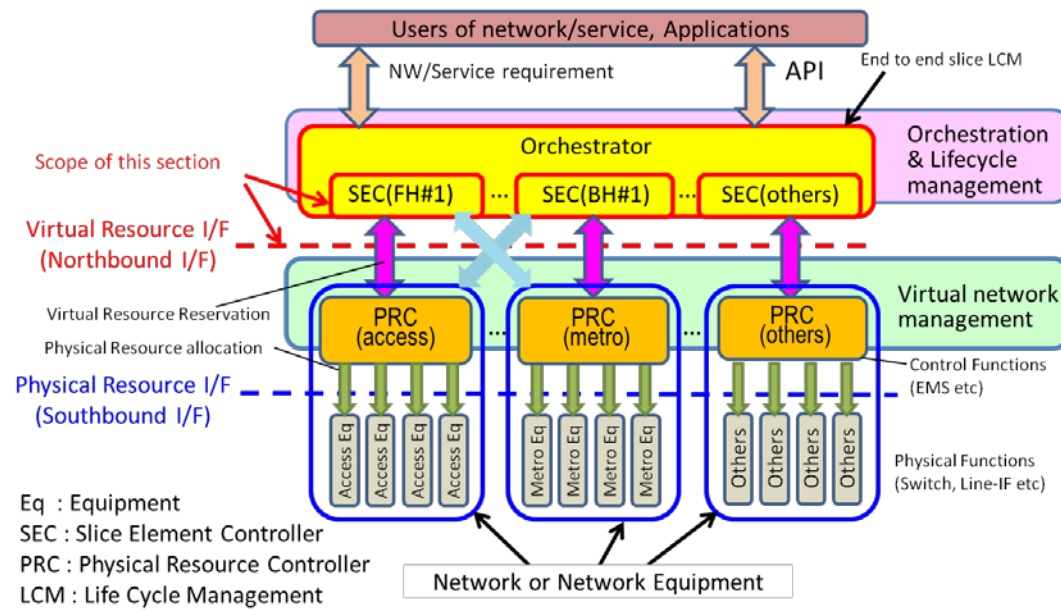 Users of network/service, Applications
NW/Service requirement
API
End to end slice LCM
Orchestrator
Orchestration
& Lifecycle
management
Scope of this section
SEC(FH#1) ... SEC(BH#1) ... SEC(others)
Virtual Resource I/F
(Northbound I/F)
Virtual network
management
Virtual Resource Reservation
PRC
(access)
...
PRC
(metro)
...
PRC
(others)
Physical Resource allocation
Control Functions
(EMS etc)
Physical Resource I/F
(Southbound I/F)
Access Eq
Access Eq
Access Eq
Access Eq
Metro Eq
Metro Eq
Metro Eq
Metro Eq
Others
Others
Others
Others
Physical Functions
(Switch, Line-IF etc)
Eq : Equipment
SEC : Slice Element Controller
PRC : Physical Resource Controller
LCM : Life Cycle Management
Network or Network Equipment